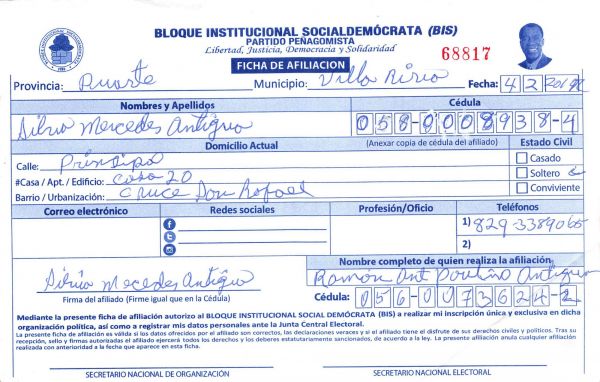 BLOQUE INSTITUCIONAL SOCIALDEMÓCRATA (BIS)
PARTIDO PEÑAGOMISTA
Libertad, Justicia, Democracia y Solidaridad
68817
FICHA DE AFILIACION
Provincia: Duarte Municipio: Villa Riva Fecha: 4 2
Nombres y Apellidos Cédula
Silvio Mercedes Antigua 058-0008938-4
Domicilio Actual (Anexar copia de cédula del afiliado) Estado Civil
Calle: Principa Casado
#Casa / Apt. / Edificio: casa 20 Soltero
Barrio / Urbanización: cruce Don Rafael Conviviente
Correo electrónico Redes sociales Profesión/Oficio Teléfonos
1) 829-3389065
2)
Nombre completo de quien realiza la afiliación
Silvio Mecedes Antigua Ramón Ant Paulino Antigua
Firma del afiliado (Firme igual que en la Cédula) Cédula: 056-0073624-2
Mediante la presente ficha de afiliación autorizo al BLOQUE INSTITUCIONAL SOCIAL DEMÓCRATA (BIS) a realizar mi inscripción única y exclusiva en dicha
organización política, así como a registrar mis datos personales ante la Junta Central Electoral.
La presente ficha de afiliación es válida si los datos ofrecidos por el afiliado son correctos, las declaraciones veraces y si el afiliado tiene el disfrute de sus derechos civiles y políticos. Tras su
recepción, sello y firmas autorizadas el afiliado ejercerá todos los derechos y los deberes estatutariamente sancionados, de acuerdo a la ley. La presente afiliación anula cualquier afiliación
realizada con anterioridad a la fecha que aparece en esta ficha.
SECRETARIO NACIONAL DE ORGANIZACIÓN SECRETARIO NACIONAL ELECTORAL